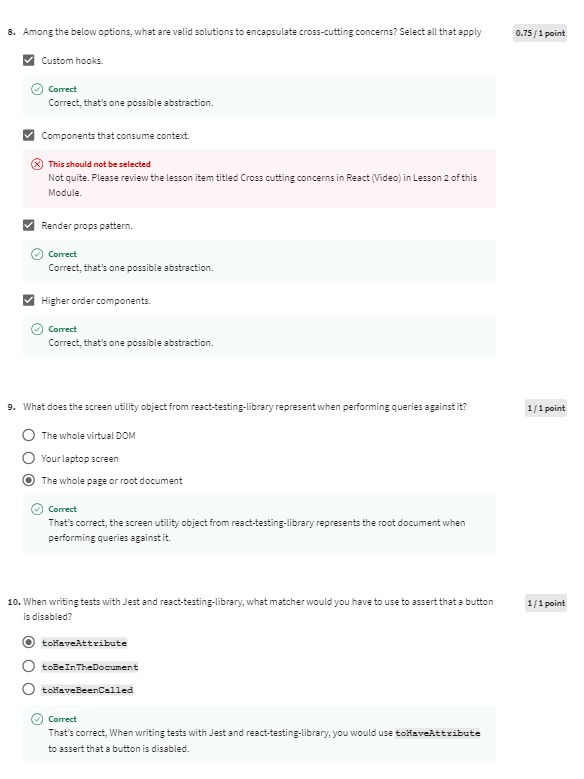 8. Among the below options, what are valid solutions to encapsulate cross-cutting concerns? Select all that apply
0.75 / 1 point
Custom hooks.
Correct
Correct, that's one possible abstraction.
Components that consume context.
This should not be selected
Not quite. Please review the lesson item titled Cross cutting concerns in React (Video) in Lesson 2 of this
Module.
Render props pattern.
Correct
Correct, that's one possible abstraction.
Higher order components.
Correct
Correct, that's one possible abstraction.
9. What does the screen utility object from react-testing-library represent when performing queries against it?
1 / 1 point
The whole virtual DOM
Your laptop screen
The whole page or root document
Correct
That's correct, the screen utility object from react-testing-library represents the root document when
performing queries against it.
10. When writing tests with Jest and react-testing-library, what matcher would you have to use to assert that a button
is disabled?
1 / 1 point
toHaveAttribute
toBeInTheDocument
toHaveBeenCalled
Correct
That's correct, When writing tests with Jest and react-testing-library, you would use toHaveAttribute
to assert that a button is disabled.